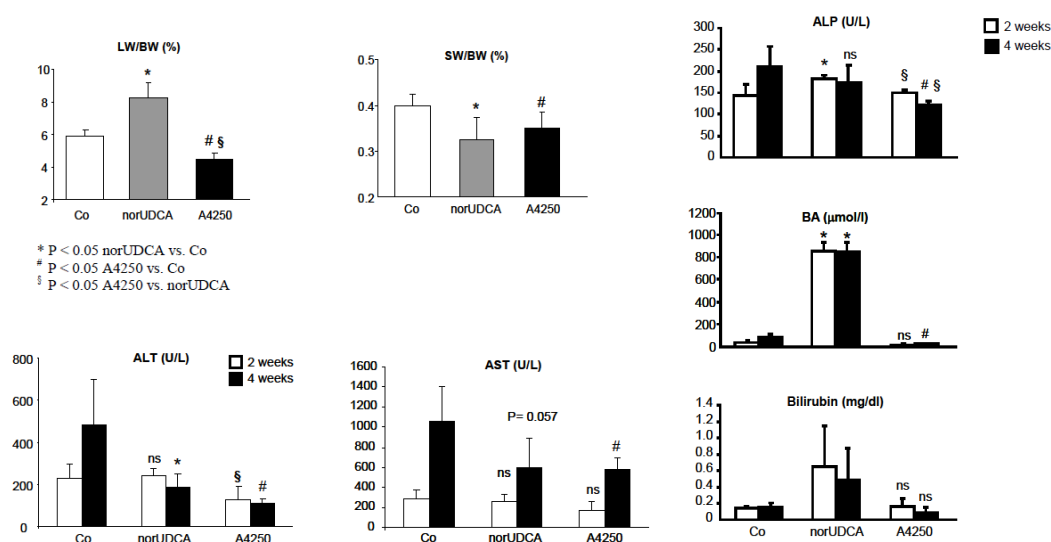 LW/BW (%)
10
8
6
4
2
*
# §
Co norUDCA A4250
SW/BW (%)
0.5
0.4
0.3
0.2
*
#
Co norUDCA A4250
* P < 0.05 norUDCA vs. Co
# P < 0.05 A4250 vs. Co
§ P < 0.05 A4250 vs. norUDCA
ALP (U/L)
2 weeks
4 weeks
300
250
200
150
100
50
0
* ns
§ # §
BA (μmol/l)
1200
1000
800
600
400
200
0
* *
ns #
ALT (U/L)
2 weeks
4 weeks
800
600
400
200
0
ns *
§ #
Co norUDCA A4250
AST (U/L)
1600
1400
1200
1000
800
600
400
200
0
P= 0.057
ns
ns #
Co norUDCA A4250
Bilirubin (mg/dl)
1.4
1.2
1.0
0.8
0.6
0.4
0.2
0
ns ns
Co norUDCA A4250